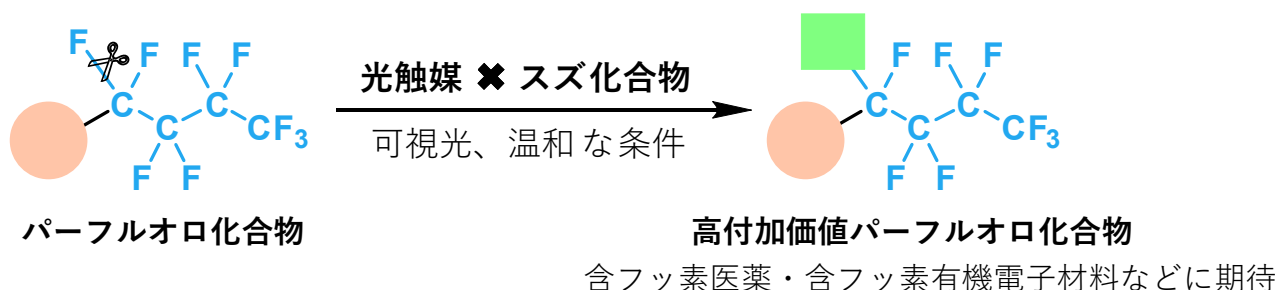 F F F F
C C C CF3
F F
光触媒 ✖ スズ化合物
可視光、温和な条件
F F F
C C C CF3
F F
パーフルオロ化合物
高付加価値パーフルオロ化合物
含フッ素医薬・含フッ素有機電子材料などに期待